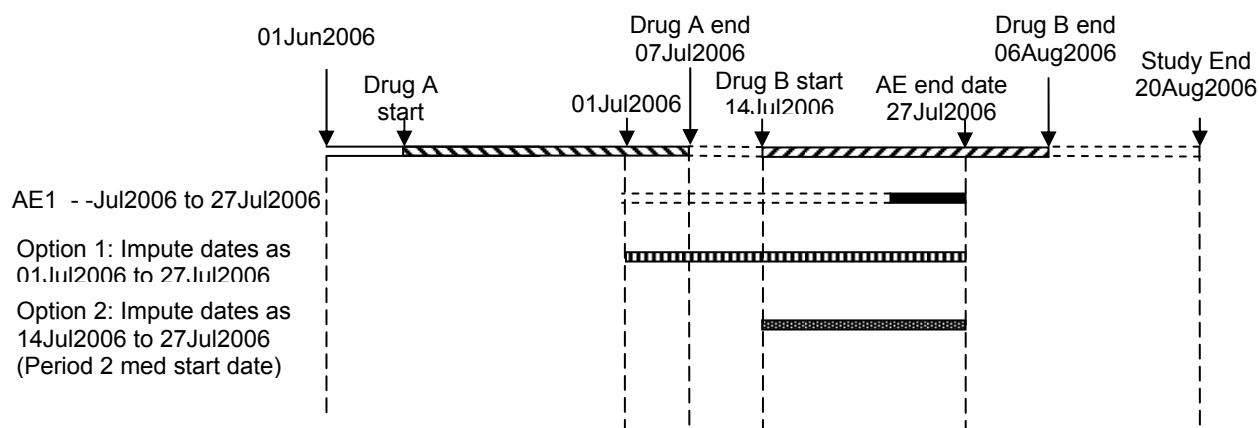 01Jun2006
Drug A
start
01Jul2006
Drug A end
07Jul2006
Drug B start
14Jul2006
AE end date
27Jul2006
Drug B end
06Aug2006
Study End
20Aug2006
AE1 - -Jul2006 to 27Jul2006
Option 1: Impute dates as
01Jul2006 to 27Jul2006
Option 2: Impute dates as
14Jul2006 to 27Jul2006
(Period 2 med start date)